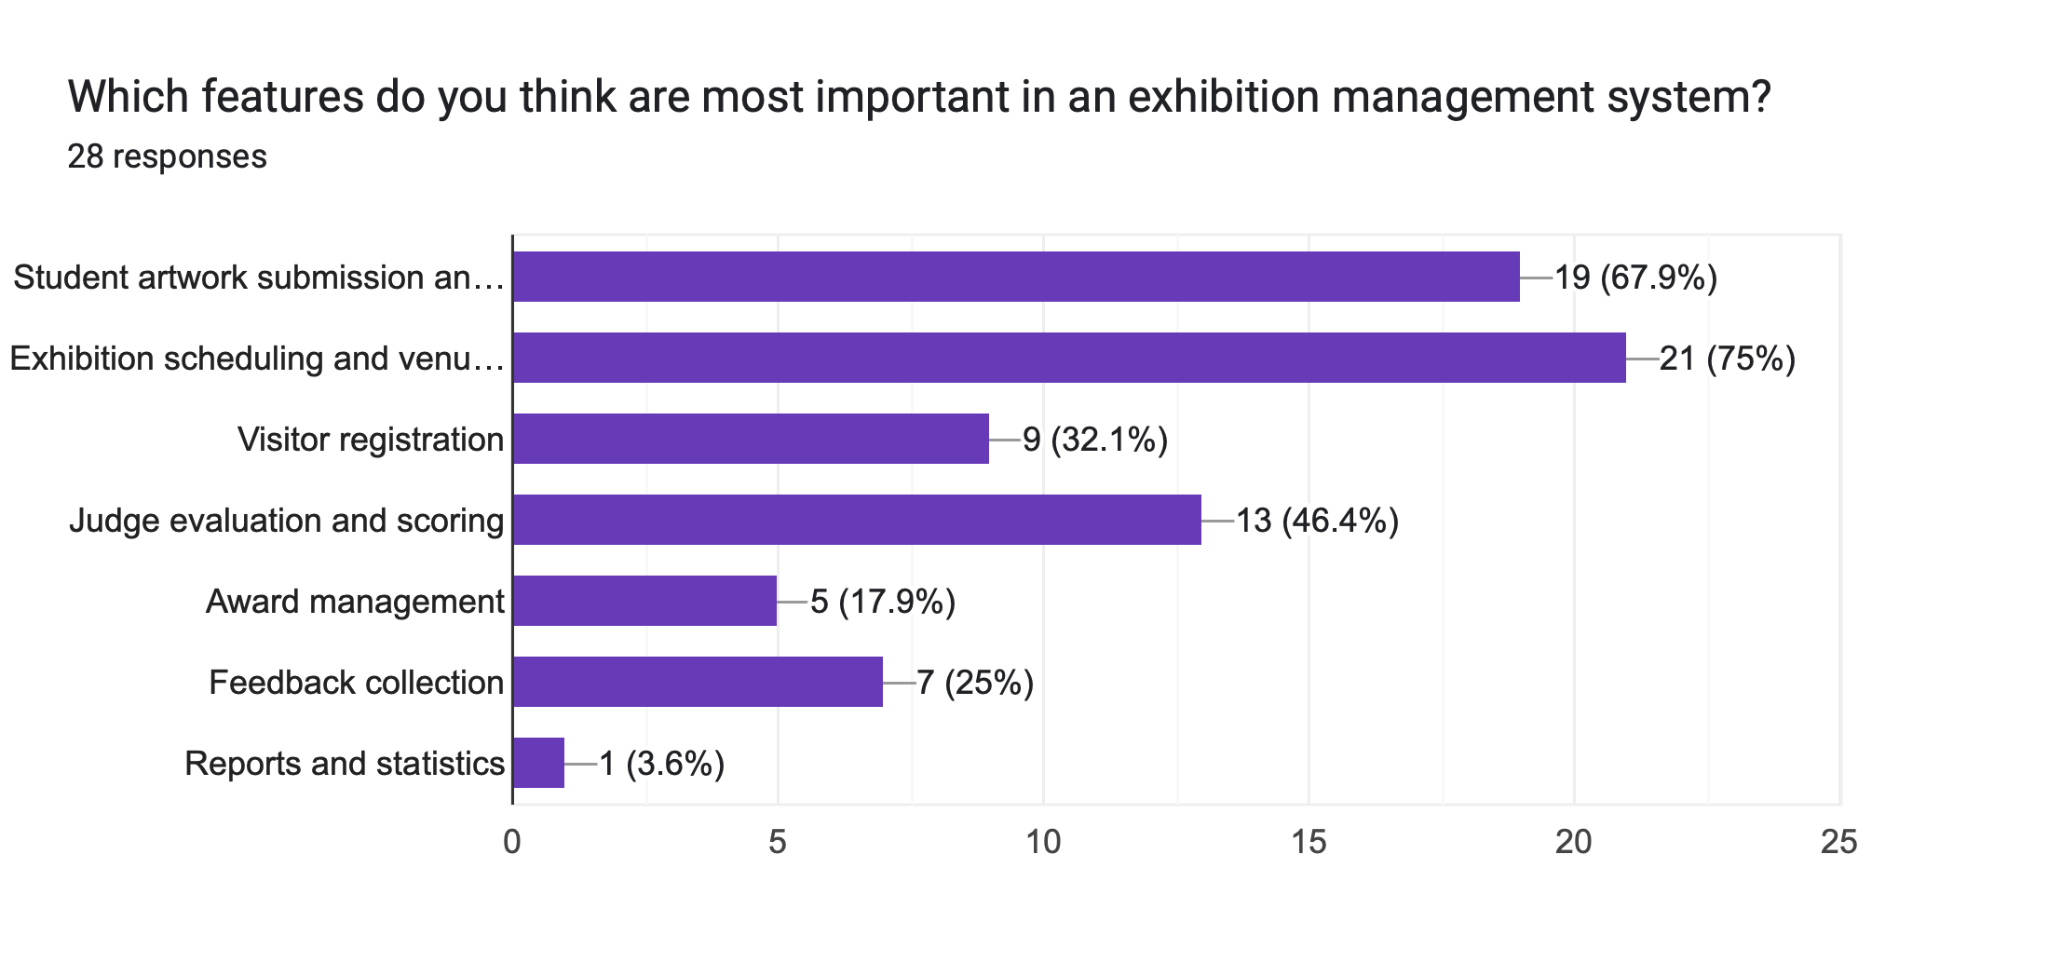 Which features do you think are most important in an exhibition management system?
28 responses
Student artwork submission an…
19 (67.9%)
Exhibition scheduling and venu…
21 (75%)
Visitor registration
9 (32.1%)
Judge evaluation and scoring
13 (46.4%)
Award management
5 (17.9%)
Feedback collection
7 (25%)
Reports and statistics
1 (3.6%)
0 5 10 15 20 25